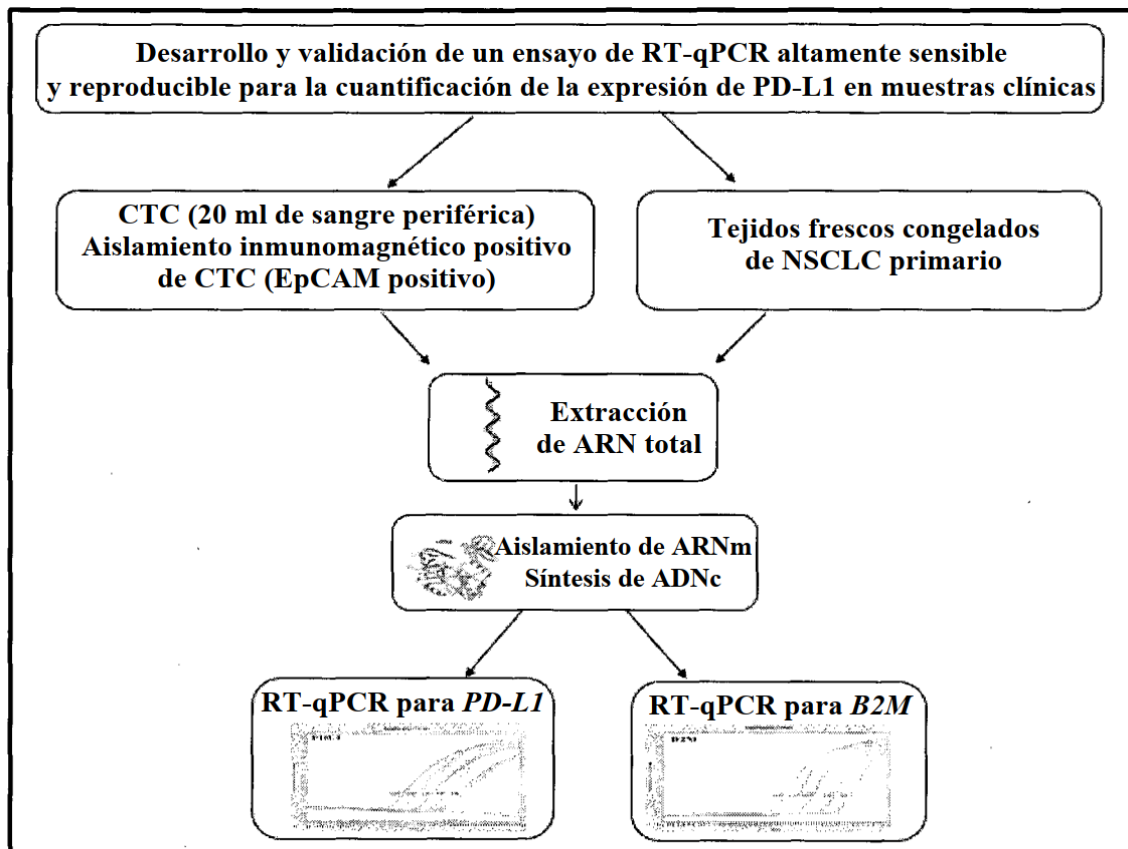 Desarrollo y validación de un ensayo de RT-qPCR altamente sensible
y reproducible para la cuantificación de la expresión de PD-L1 en muestras clínicas
CTC (20 ml de sangre periférica)
Aislamiento inmunomagnético positivo
de CTC (EpCAM positivo)
Tejidos frescos congelados
de NSCLC primario
Extracción
de ARN total
Aislamiento de ARNm
Síntesis de ADNc
RT-qPCR para PD-L1
RT-qPCR para B2M
B2M